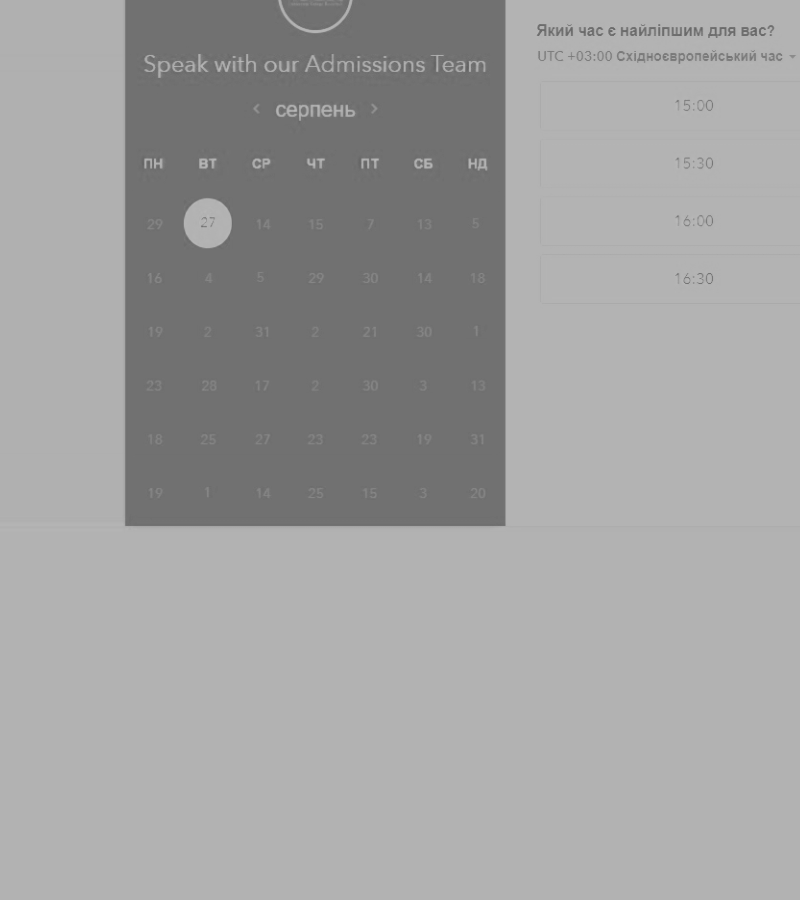 Speak with our Admissions Team
< серпень >
ПН ВТ СР ЧТ ПТ СБ НД
29 27 14 15 7 13 5
16 4 5 29 30 14 18
19 2 31 2 21 30 1
23 28 17 2 30 3 13
18 25 27 23 23 19 31
19 1 14 25 15 3 20
Який час є найліпшим для вас?
UTC +03:00 Східноєвропейський час
15:00
15:30
16:00
16:30